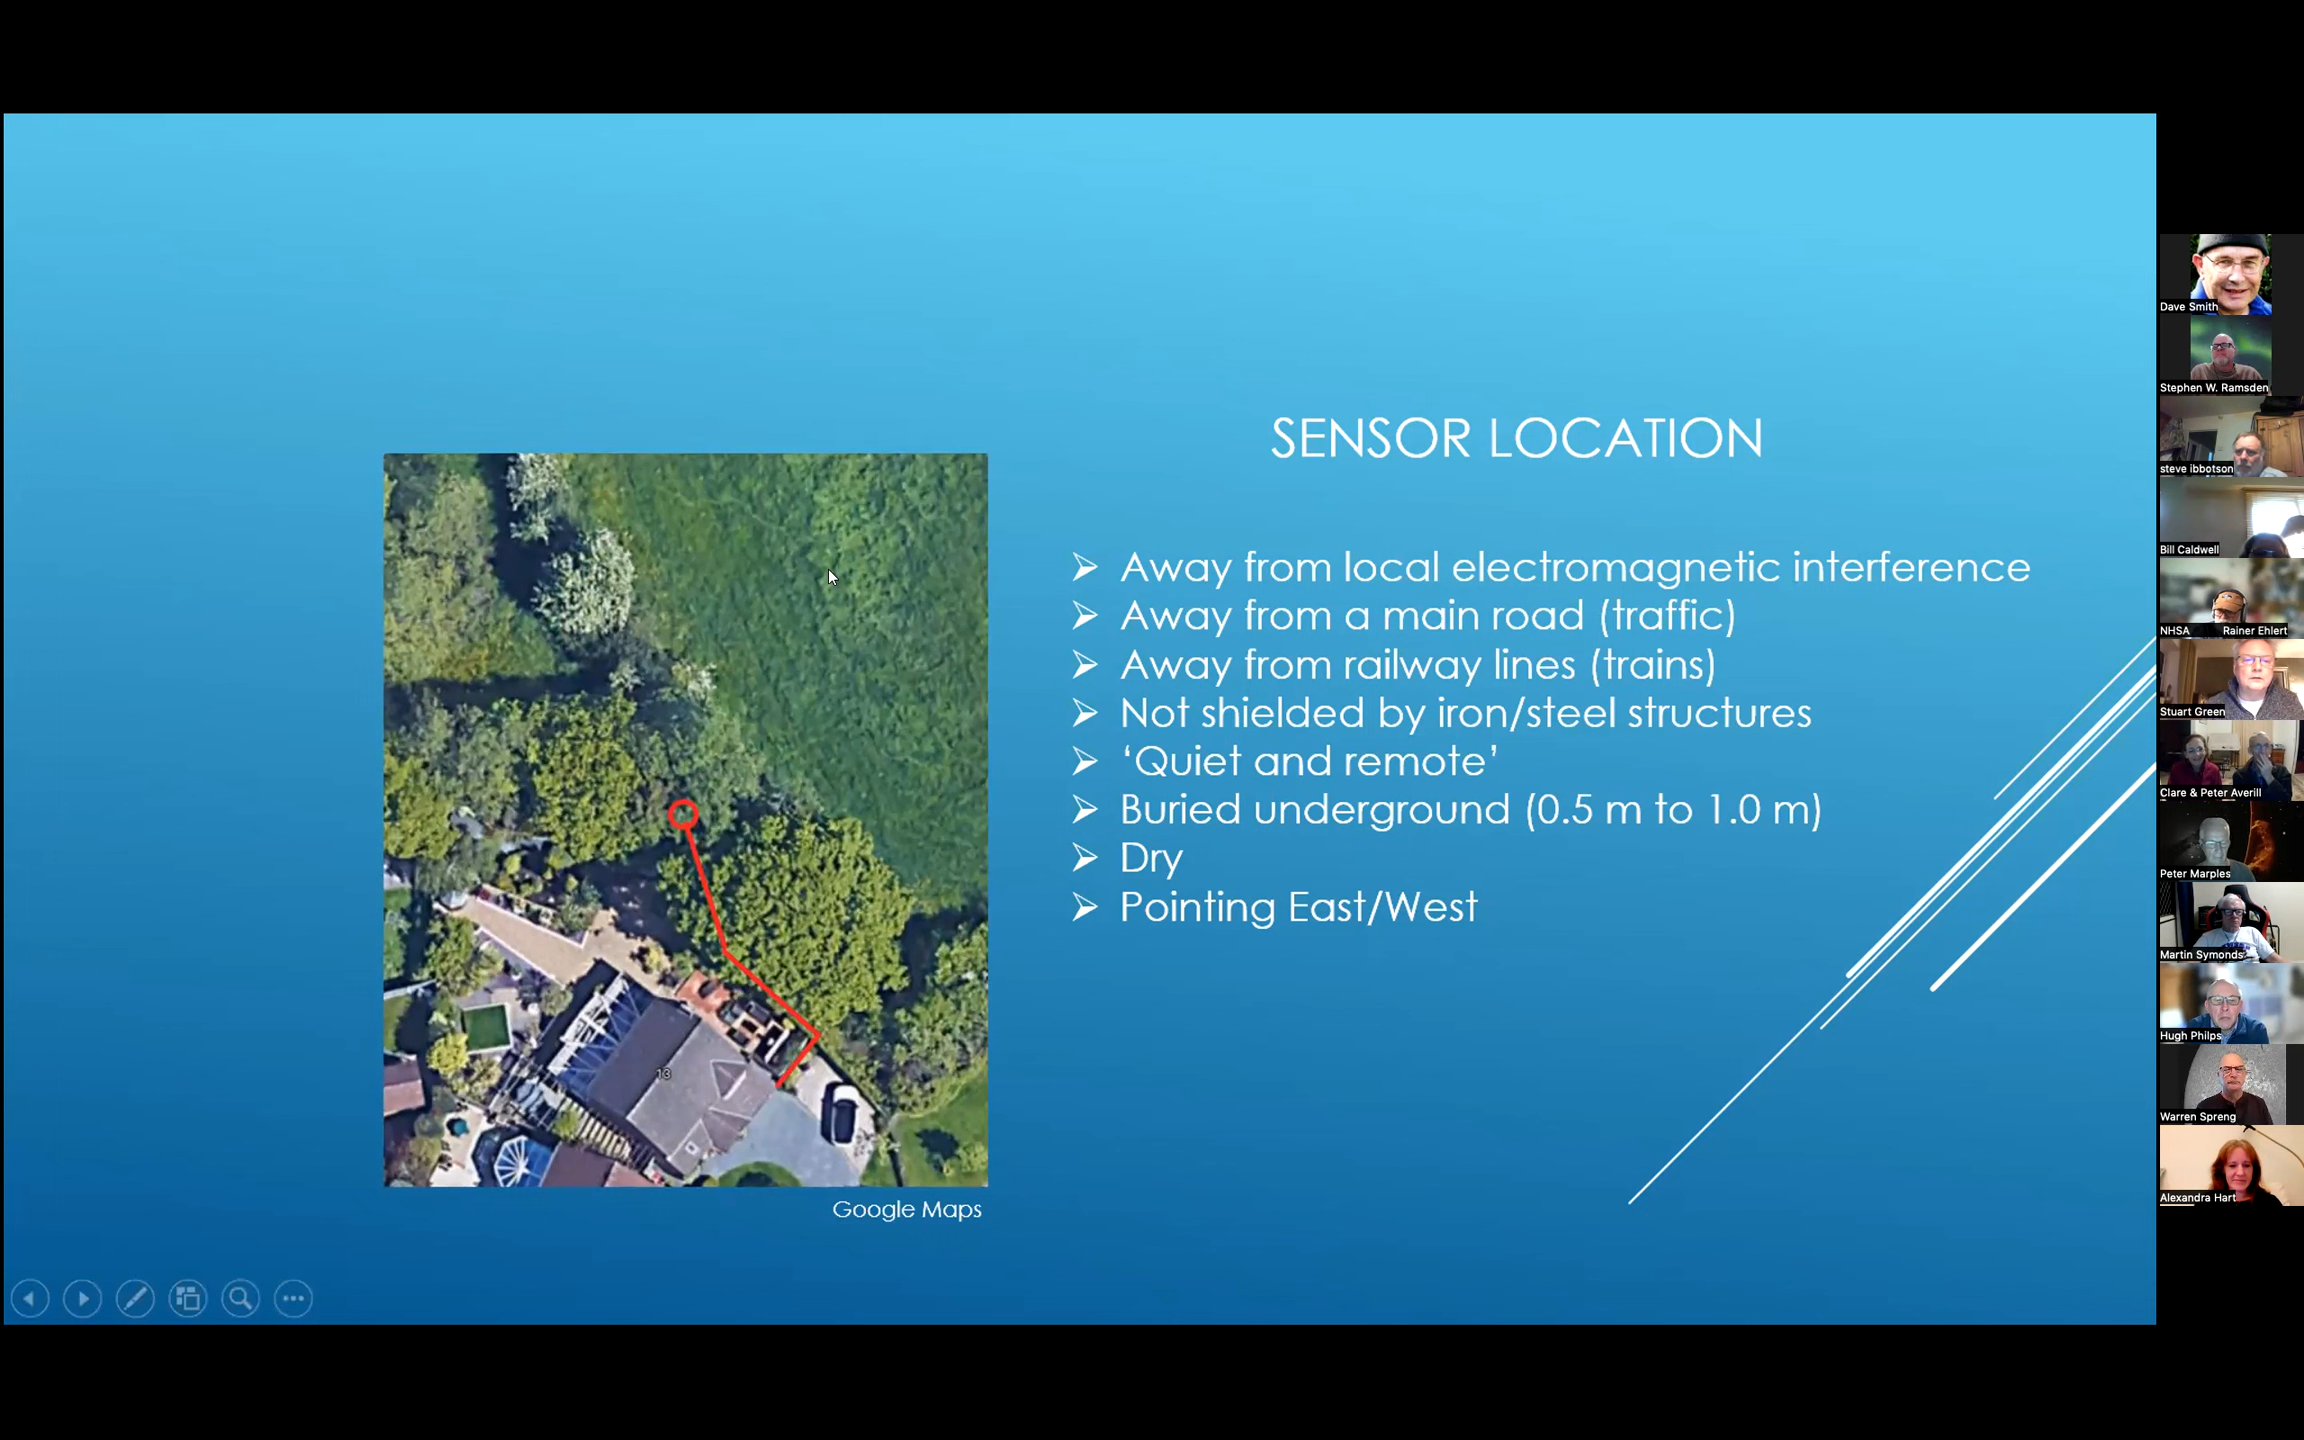 SENSOR LOCATION
Away from local electromagnetic interference
Away from a main road (traffic)
Away from railway lines (trains)
Not shielded by iron/steel structures
‘Quiet and remote’
Buried underground (0.5 m to 1.0 m)
Dry
Pointing East/West
13
Google Maps
Dave Smith
Stephen W. Ramsden
steve ibbotson
Bill Caldwell
NHSA Rainer Ehlert
Stuart Green
Clare & Peter Averill
Peter Marples
Martin Symonds
Hugh Philps
Warren Spreng
Alexandra Hart